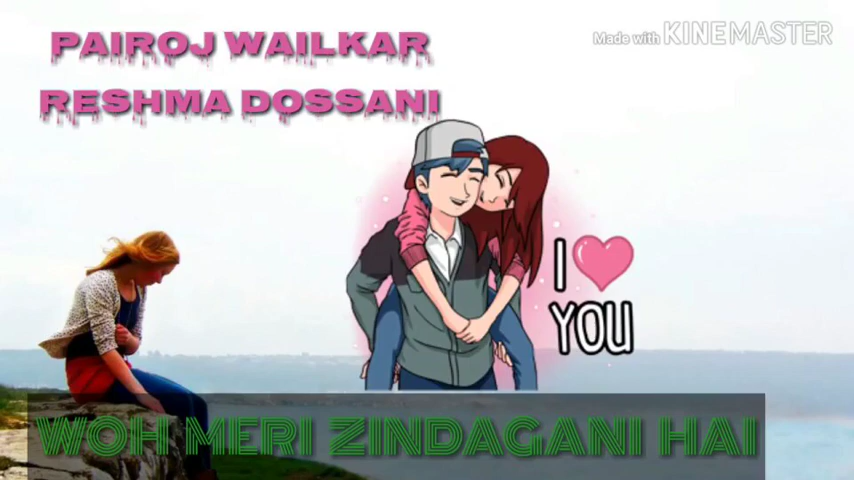 PAIROJ WAILKAR
Made with KINEMASTER
RESHMA DOSSANI
I
YOU
WOH MERI ZINDAGANI HAI